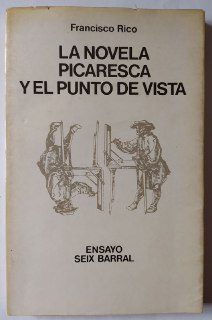 Francisco Rico
LA NOVELA
PICARESCA
Y EL PUNTO DE VISTA
ENSAYO
SEIX BARRAL